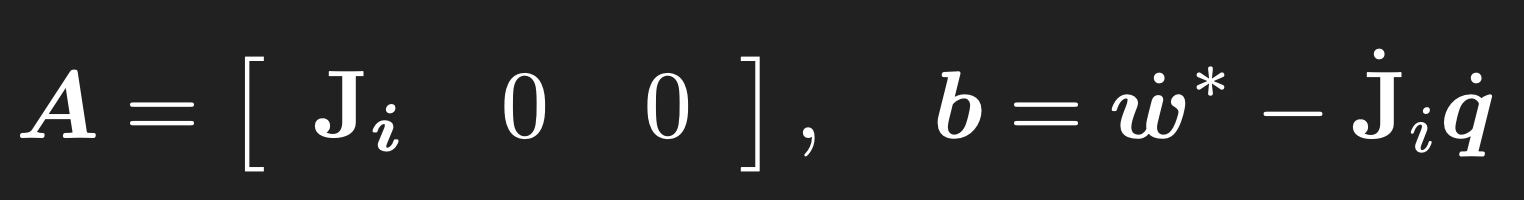 A = [ J_i 0 0 ] , b = ẇ* − J̇_i q̇